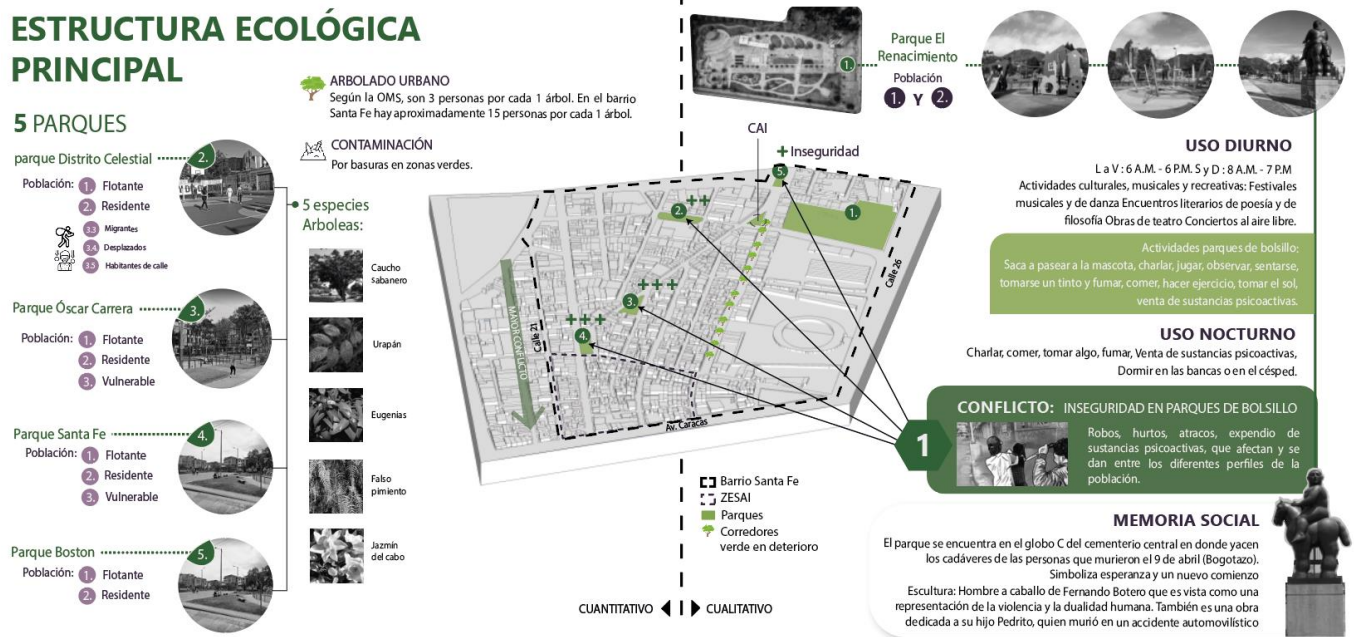 ESTRUCTURA ECOLÓGICA
PRINCIPAL
5 PARQUES
parque Distrito Celestial
2.
Población:
1. Flotante
2. Residente
3.3 Migrantes
3.4. Desplazados
3.5 Habitantes de calle
Parque Óscar Carrera
3.
Población:
1. Flotante
2. Residente
3. Vulnerable
Parque Santa Fe
4.
Población:
1. Flotante
2. Residente
3. Vulnerable
Parque Boston
5.
Población:
1. Flotante
2. Residente
ARBOLADO URBANO
Según la OMS, son 3 personas por cada 1 árbol. En el barrio
Santa Fe hay aproximadamente 15 personas por cada 1 árbol.
CONTAMINACIÓN
Por basuras en zonas verdes.
5 especies
Arboleas:
Caucho
sabanero
Urapán
Eugenias
Falso
pimiento
Jazmín
del cabo
CAI
+ Inseguridad
5.
1.
2.
++
+++
3.
+++
4.
MAYOR CONFLICTO
Calle 21
Calle 26
Av. Caracas
Barrio Santa Fe
ZESAI
Parques
Corredores
verde en deterioro
CUANTITATIVO
CUALITATIVO
1.
Parque El
Renacimiento
Población
1. Y 2.
USO DIURNO
L a V : 6 A.M. - 6 P.M. S y D : 8 A.M. - 7 P.M
Actividades culturales, musicales y recreativas: Festivales
musicales y de danza Encuentros literarios de poesía y de
filosofía Obras de teatro Conciertos al aire libre.
Actividades parques de bolsillo:
Saca a pasear a la mascota, charlar, jugar, observar, sentarse,
tomarse un tinto y fumar, comer, hacer ejercicio, tomar el sol,
venta de sustancias psicoactivas.
USO NOCTURNO
Charlar, comer, tomar algo, fumar, Venta de sustancias psicoactivas,
Dormir en las bancas o en el césped.
1
CONFLICTO: INSEGURIDAD EN PARQUES DE BOLSILLO
Robos, hurtos, atracos, expendio de
sustancias psicoactivas, que afectan y se
dan entre los diferentes perfiles de la
población.
MEMORIA SOCIAL
El parque se encuentra en el globo C del cementerio central en donde yacen
los cadáveres de las personas que murieron el 9 de abril (Bogotazo).
Simboliza esperanza y un nuevo comienzo
Escultura: Hombre a caballo de Fernando Botero que es vista como una
representación de la violencia y la dualidad humana. También es una obra
dedicada a su hijo Pedrito, quien murió en un accidente automovilístico